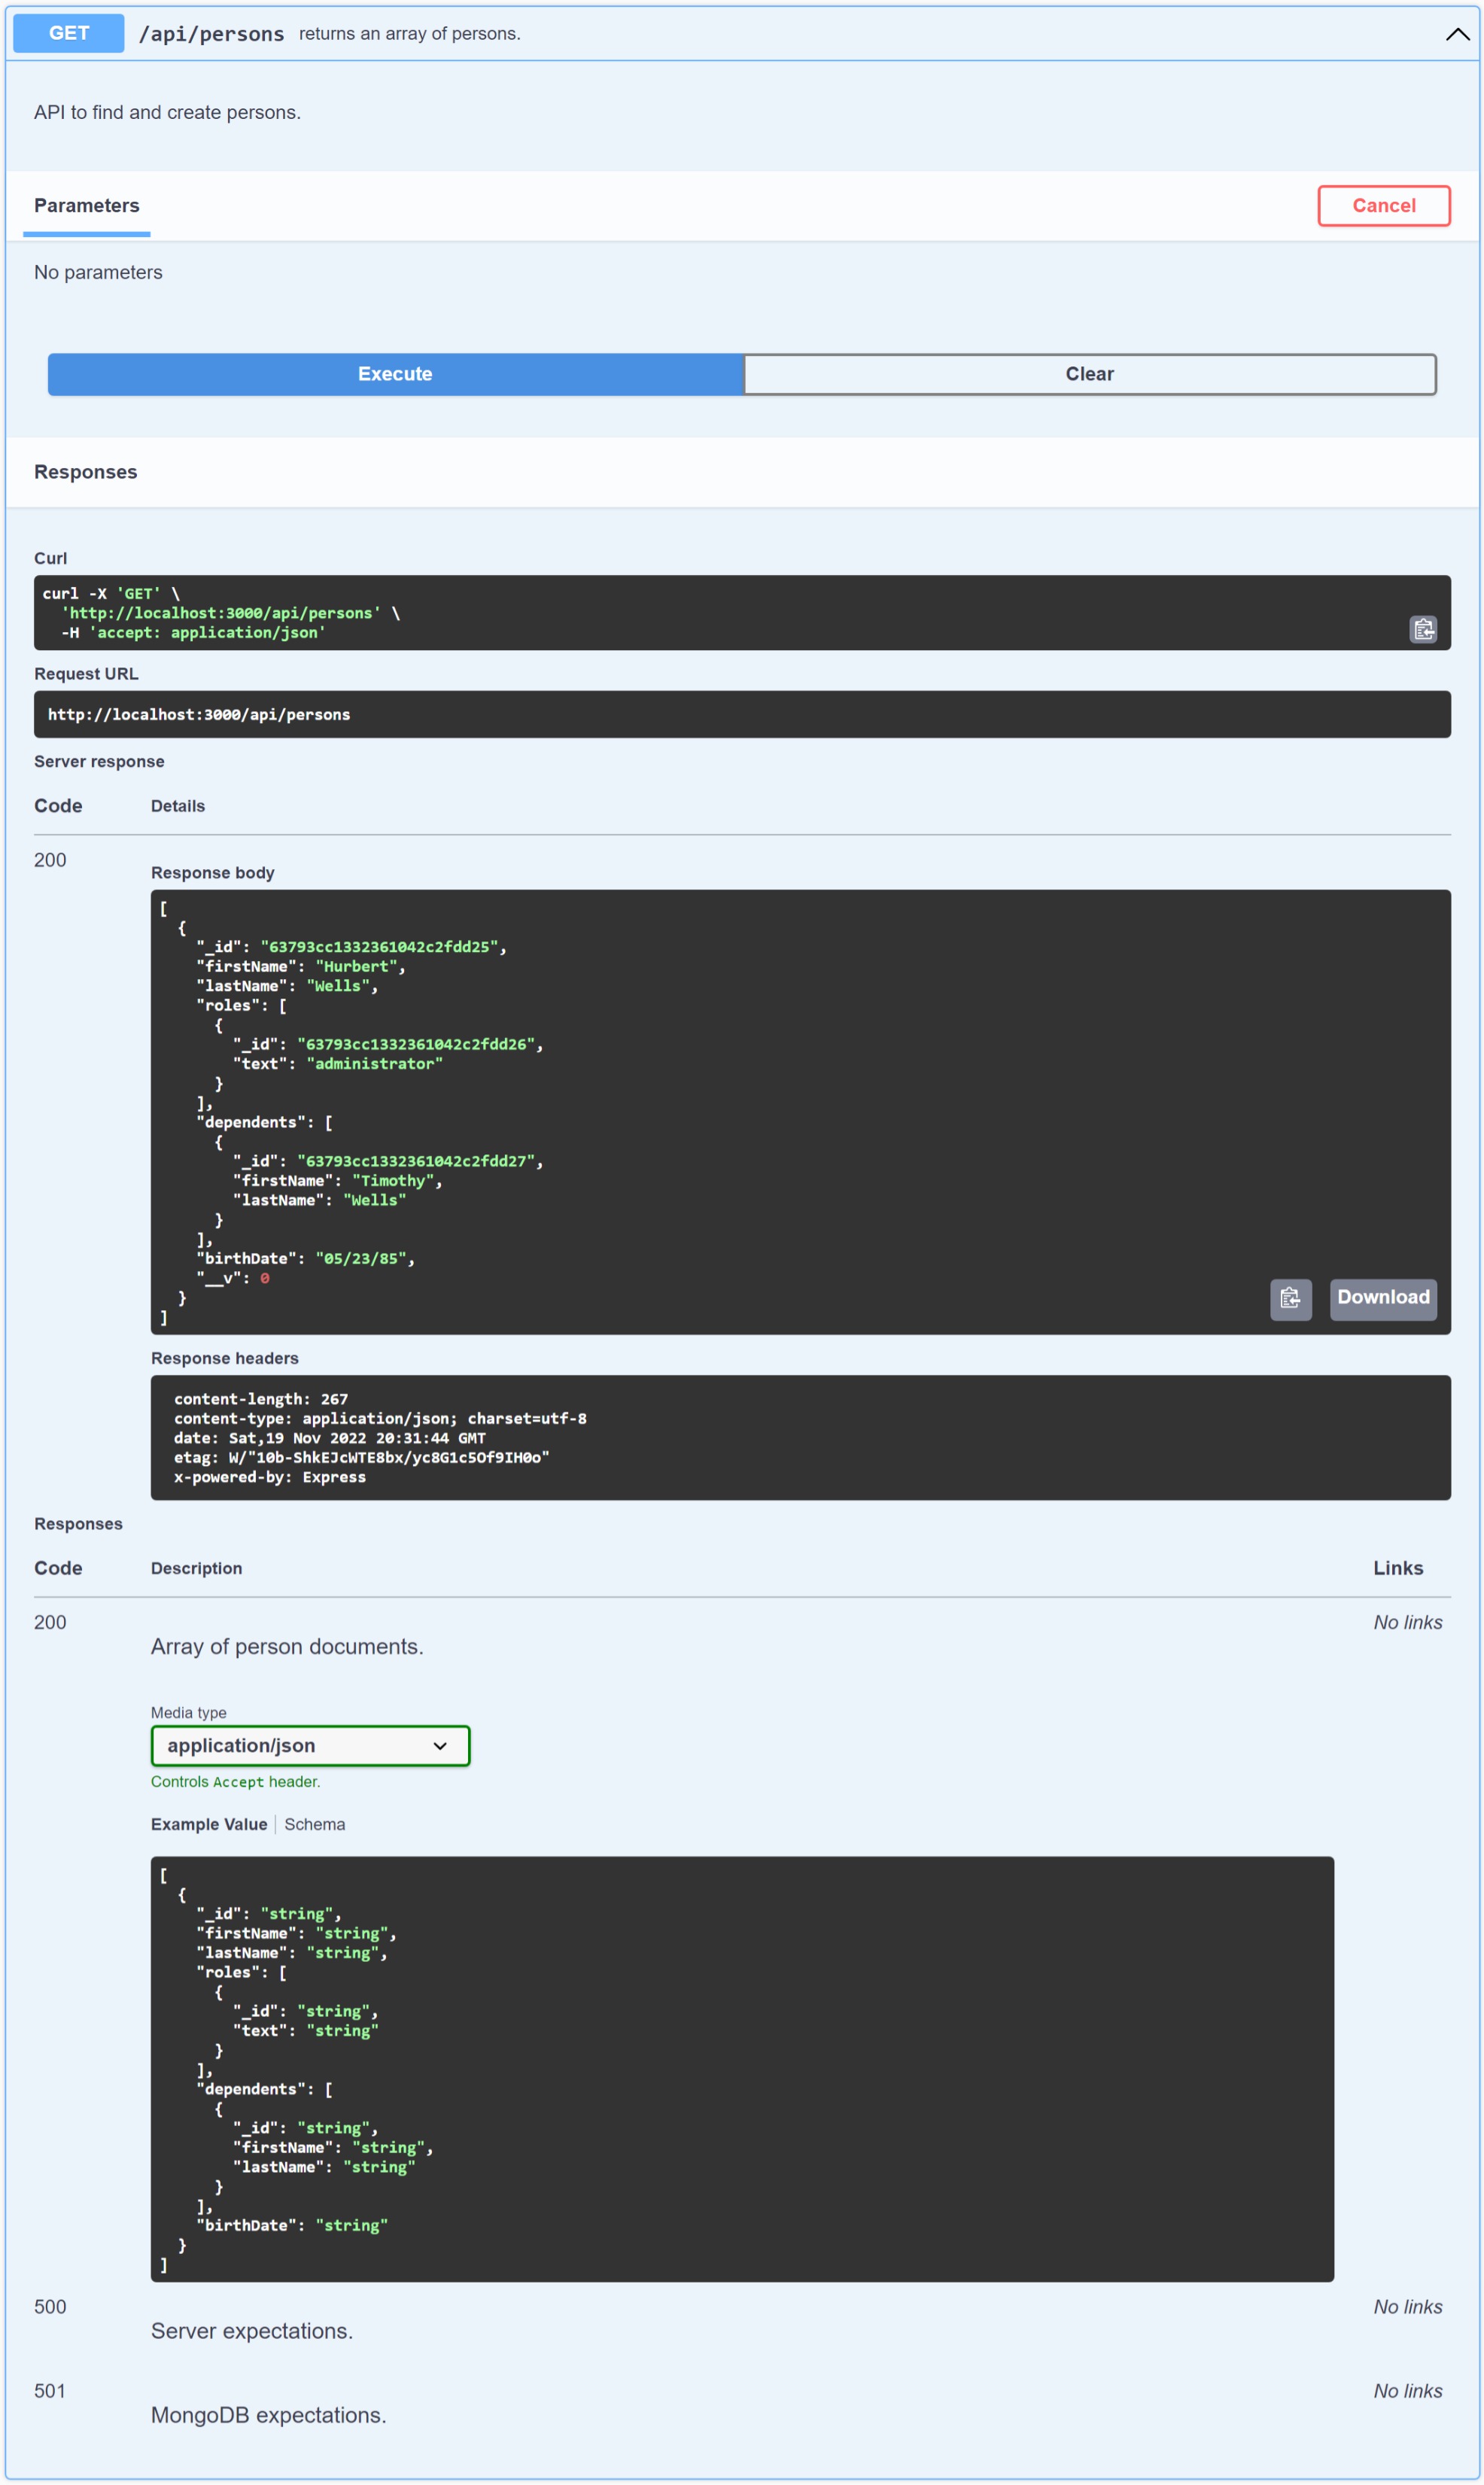 GET /api/persons returns an array of persons.
API to find and create persons.
Parameters Cancel
No parameters
Execute Clear
Responses
Curl
curl -X 'GET' \
  'http://localhost:3000/api/persons' \
  -H 'accept: application/json'
Request URL
http://localhost:3000/api/persons
Server response
Code Details
200
Response body
[
  {
    "_id": "63793cc1332361042c2fdd25",
    "firstName": "Hurbert",
    "lastName": "Wells",
    "roles": [
      {
        "_id": "63793cc1332361042c2fdd26",
        "text": "administrator"
      }
    ],
    "dependents": [
      {
        "_id": "63793cc1332361042c2fdd27",
        "firstName": "Timothy",
        "lastName": "Wells"
      }
    ],
    "birthDate": "05/23/85",
    "__v": 0
  }
]
Download
Response headers
content-length: 267
content-type: application/json; charset=utf-8
date: Sat,19 Nov 2022 20:31:44 GMT
etag: W/"10b-ShkEJcWTE8bx/yc8G1c5Of9IH0o"
x-powered-by: Express
Responses
Code Description Links
200 No links
Array of person documents.
Media type
application/json
Controls Accept header.
Example Value Schema
[
  {
    "_id": "string",
    "firstName": "string",
    "lastName": "string",
    "roles": [
      {
        "_id": "string",
        "text": "string"
      }
    ],
    "dependents": [
      {
        "_id": "string",
        "firstName": "string",
        "lastName": "string"
      }
    ],
    "birthDate": "string"
  }
]
500 No links
Server expectations.
501 No links
MongoDB expectations.